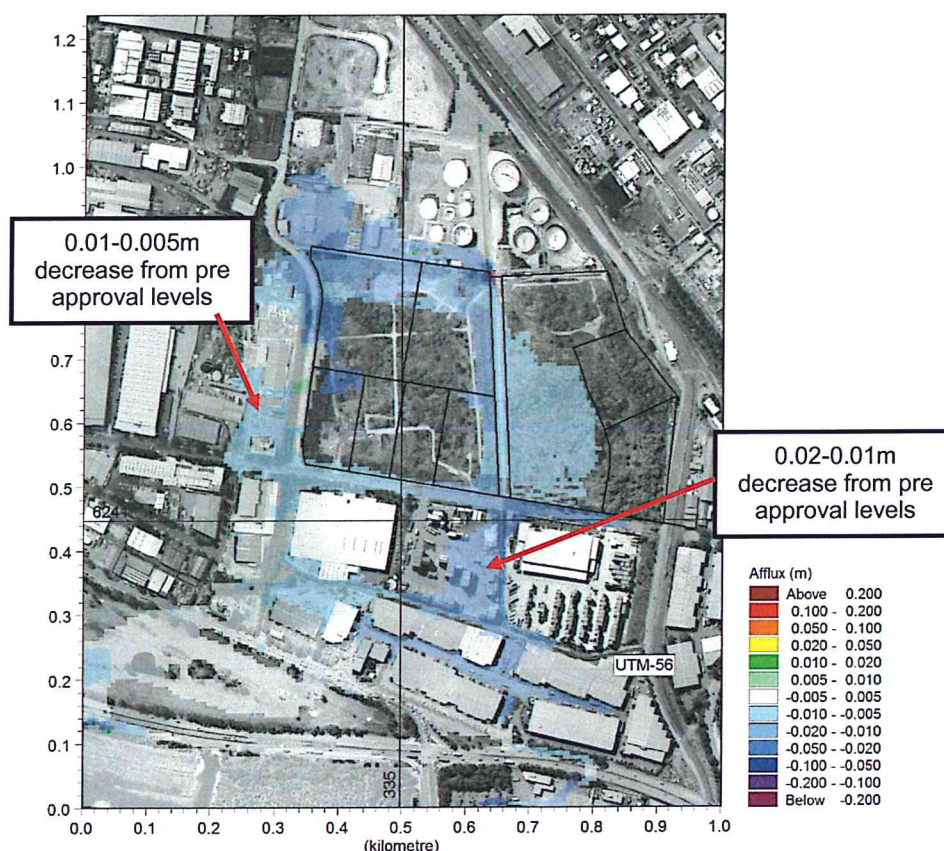 1.2
1.1
1.0
0.01-0.005m
decrease from pre
approval levels
0.7
0.6
0.5
0.02-0.01m
decrease from pre
approval levels
624
0.4
0.3
0.2
0.1
0.0
UTM-56
335
0.0 0.1 0.2 0.3 0.4 0.5 0.6 0.7 0.8 0.9 1.0
(kilometre)
Afflux (m)
Above 0.200
0.100 - 0.200
0.050 - 0.100
0.020 - 0.050
0.010 - 0.020
0.005 - 0.010
-0.005 - 0.005
-0.010 - -0.005
-0.020 - -0.010
-0.050 - -0.020
-0.100 - -0.050
-0.200 - -0.100
Below -0.200